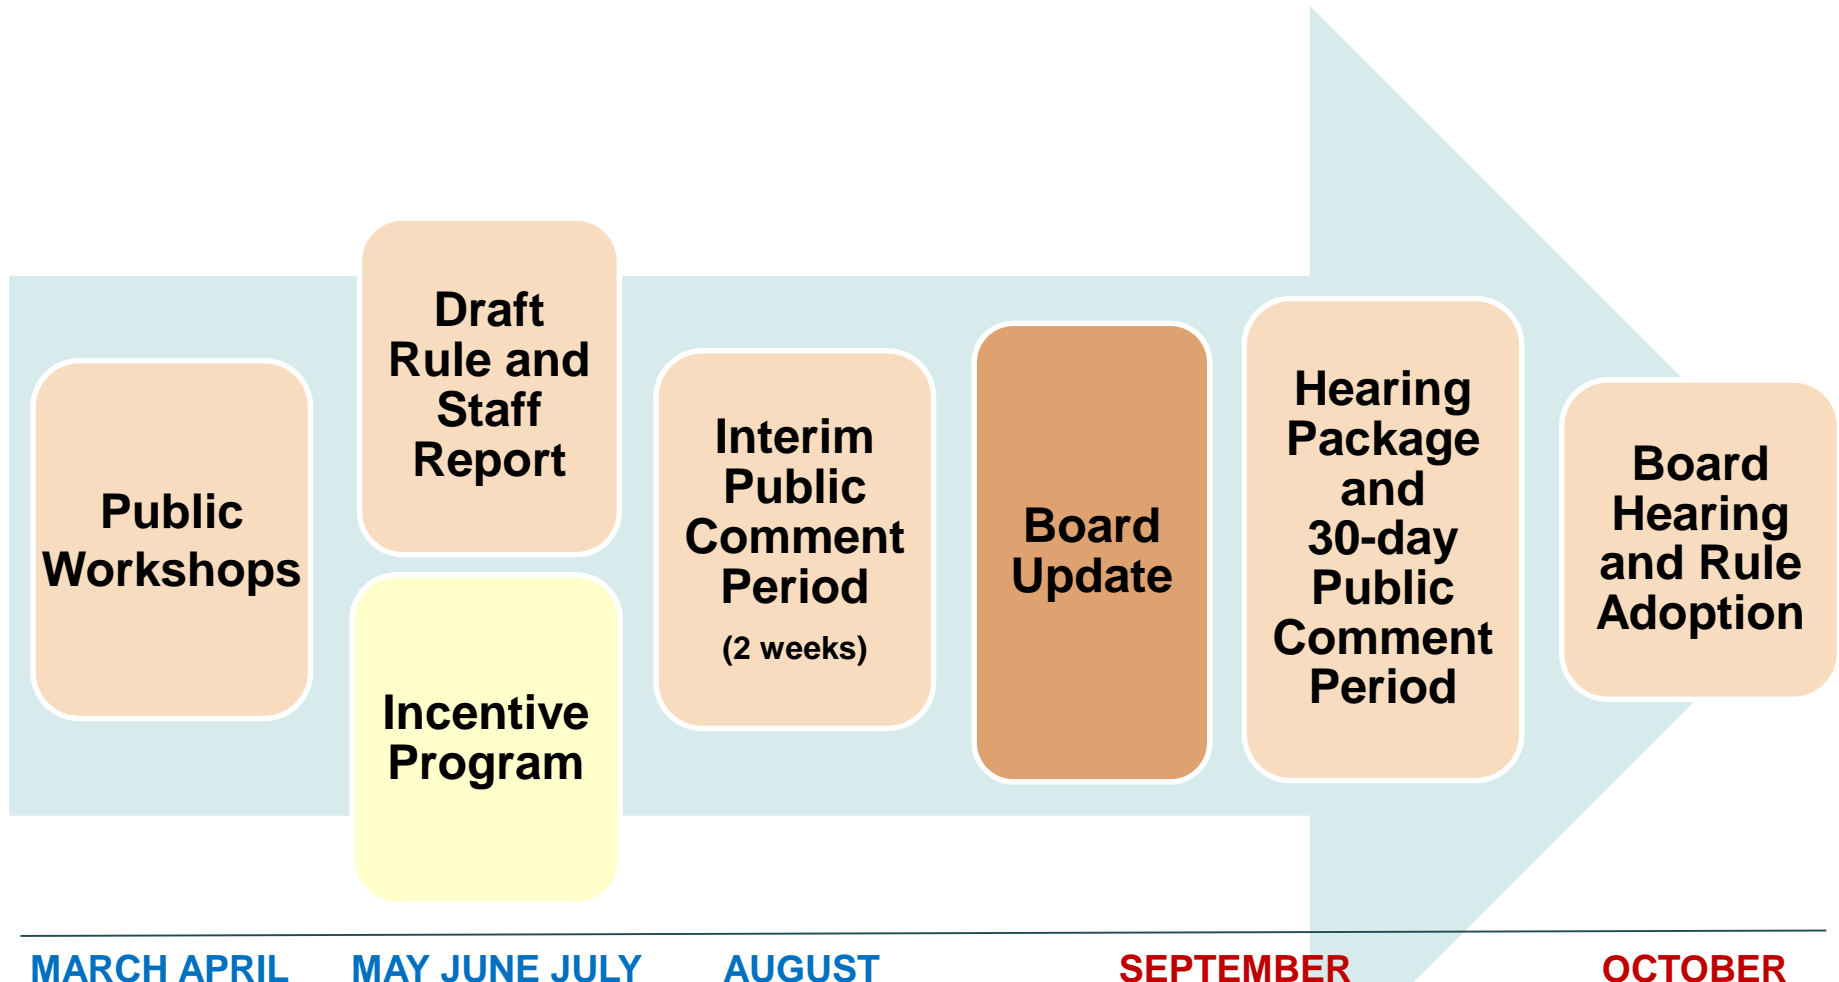 Public
Workshops
Draft
Rule and
Staff
Report
Incentive
Program
Interim
Public
Comment
Period
(2 weeks)
Board
Update
Hearing
Package
and
30-day
Public
Comment
Period
Board
Hearing
and Rule
Adoption
MARCH APRIL
MAY JUNE JULY
AUGUST
SEPTEMBER
OCTOBER